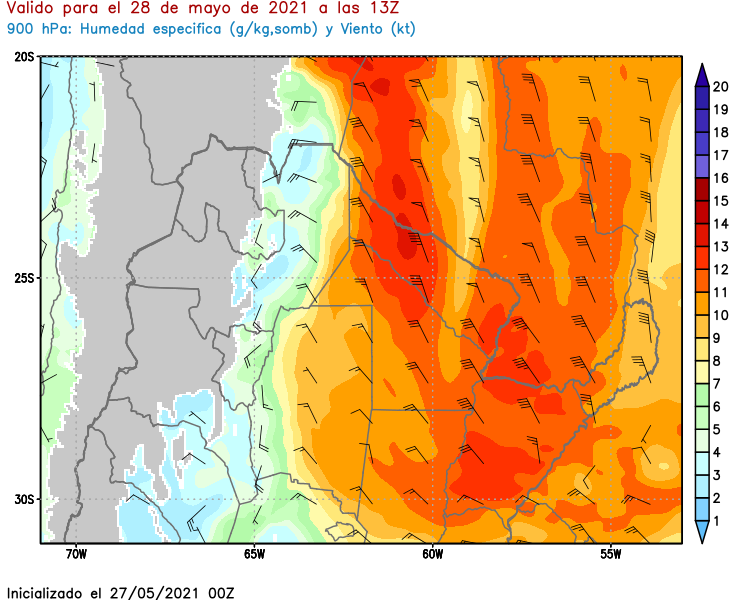 Valido para el 28 de mayo de 2021 a las 13Z
900 hPa: Humedad especifica (g/kg,somb) y Viento (kt)
20S
25S
30S
70W
65W
60W
55W
20
19
18
17
16
15
14
13
12
11
10
9
8
7
6
5
4
3
2
1
Inicializado el 27/05/2021 00Z